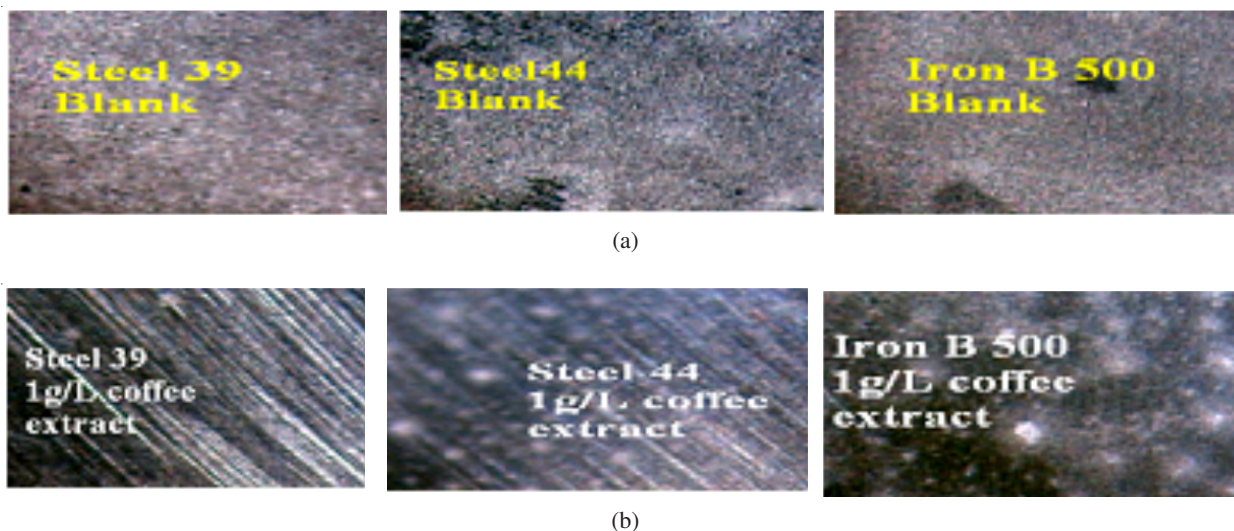 Steel 39
Blank
Steel44
Blank
Iron B 500
Blank
(a)
Steel 39
1g/L coffee
extract
Steel 44
1g/L coffee
extract
Iron B 500
1g/L coffee
extract
(b)